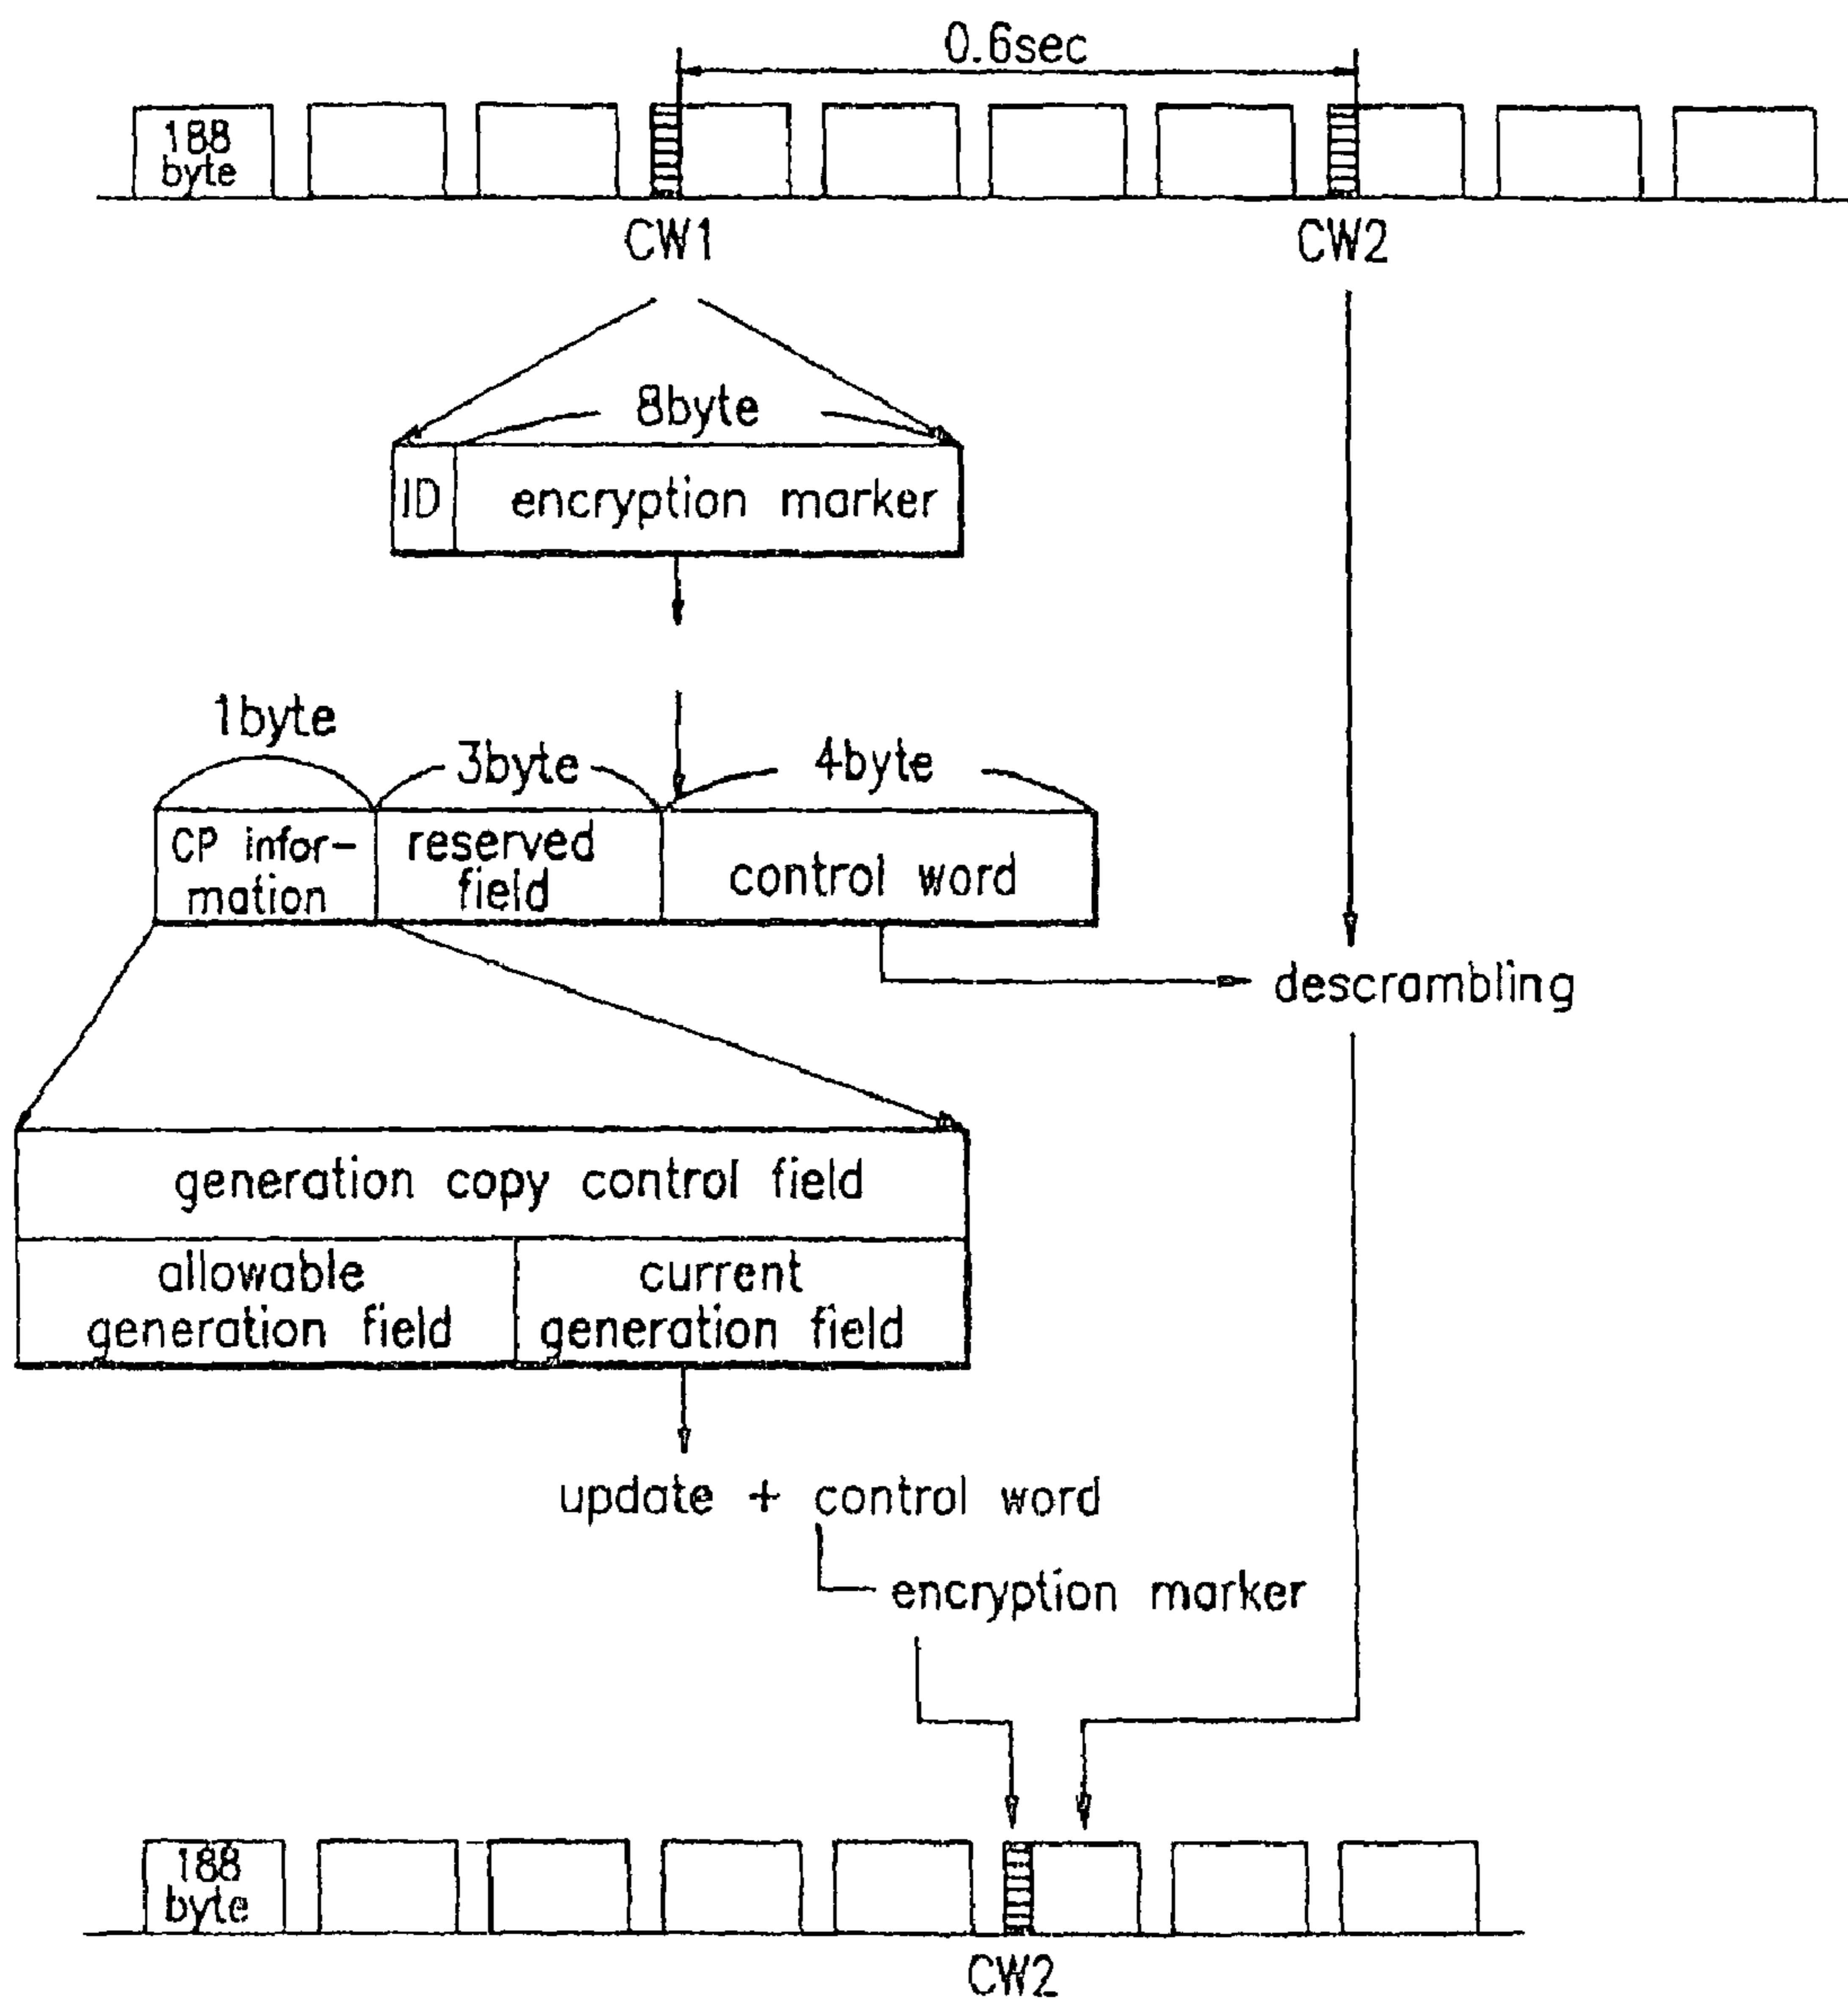 0.6sec
188
byte
CW1
CW2
8byte
ID
encryption marker
1byte
3byte
4byte
CP infor-
mation
reserved
field
control word
descrambling
generation copy control field
allowable
generation field
current
generation field
update + control word
encryption marker
188
byte
CW2